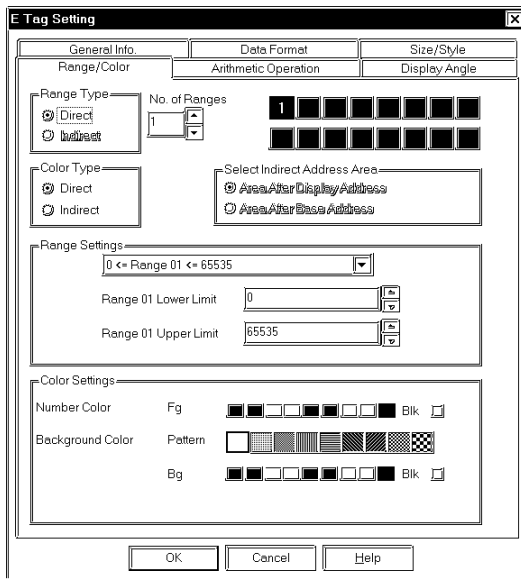 E Tag Setting
General Info. Data Format Size/Style
Range/Color Arithmetic Operation Display Angle
Range Type
Direct
Indirect
No. of Ranges
1
1
Color Type
Direct
Indirect
Select Indirect Address Area
Area After Display Address
Area After Base Address
Range Settings
0 <= Range 01 <= 65535
Range 01 Lower Limit 0
Range 01 Upper Limit 65535
Color Settings
Number Color Fg Blk
Background Color Pattern
Bg Blk
OK Cancel Help